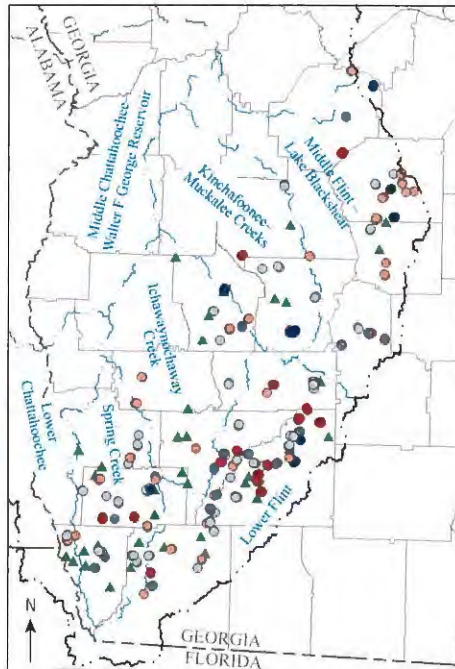 GEORGIA
ALABAMA
Middle Chattahoochee–
Walter F George Reservoir
Kinchafoonee–
Muckalee Creeks
Middle Flint–
Lake Blackshear
Ichawaynochaway
Creek
Lower
Chattahoochee
Spring Creek
Lower Flint
N
GEORGIA
FLORIDA